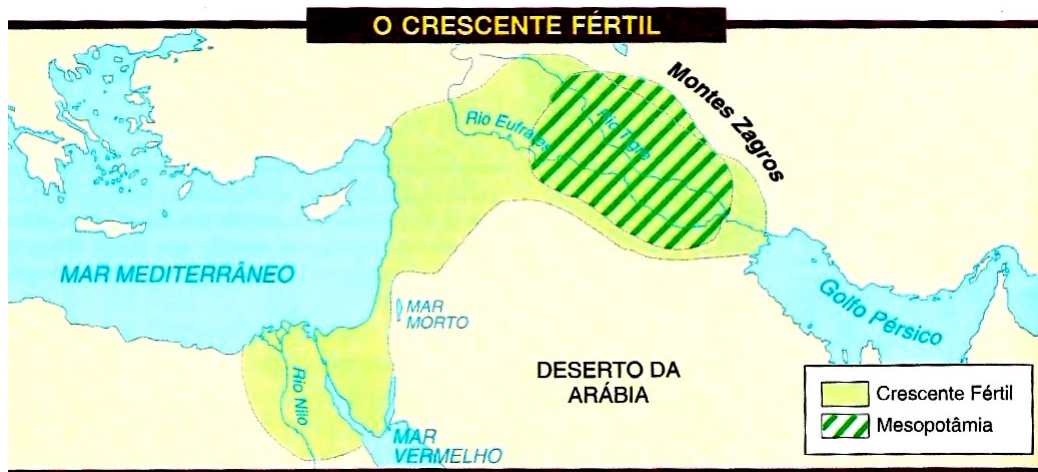 O CRESCENTE FÉRTIL
Montes Zagros
Rio Eufrates
Rio Tigre
MAR MEDITERRÂNEO
Golfo Pérsico
MAR
MORTO
DESERTO DA
ARÁBIA
Rio Nilo
MAR
VERMELHO
Crescente Fértil
Mesopotâmia